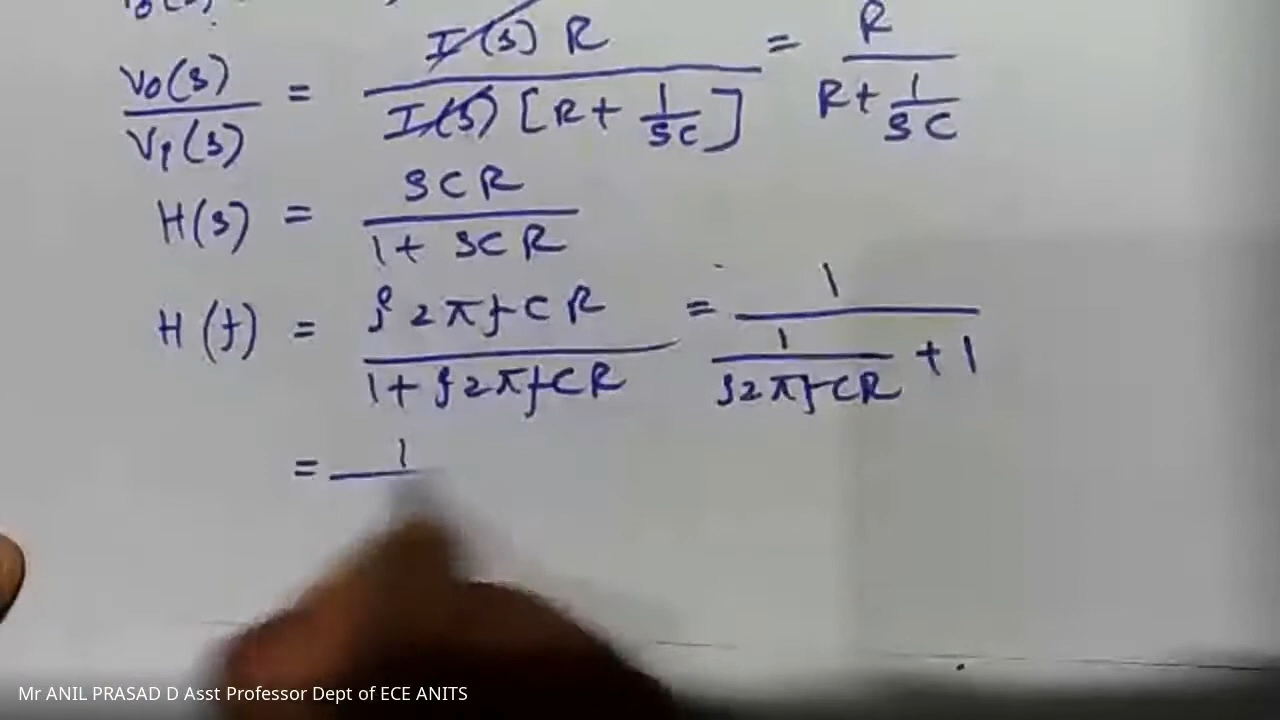 Vo(s)/Vi(s) = I(s) R / I(s) [R + 1/SC] = R / R + 1/SC
H(s) = SCR / 1 + SCR
H(f) = j2πfCR / 1 + j2πfCR = 1 / 1/j2πfCR + 1
= 1
Mr ANIL PRASAD D Asst Professor Dept of ECE ANITS